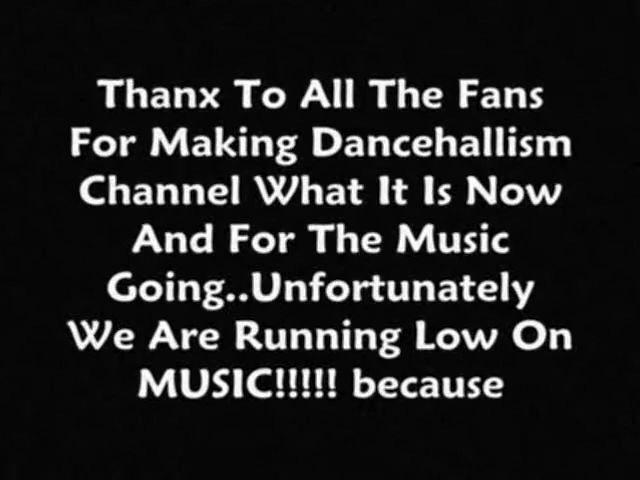 Thanx To All The Fans
For Making Dancehallism
Channel What It Is Now
And For The Music
Going..Unfortunately
We Are Running Low On
MUSIC!!!!! because